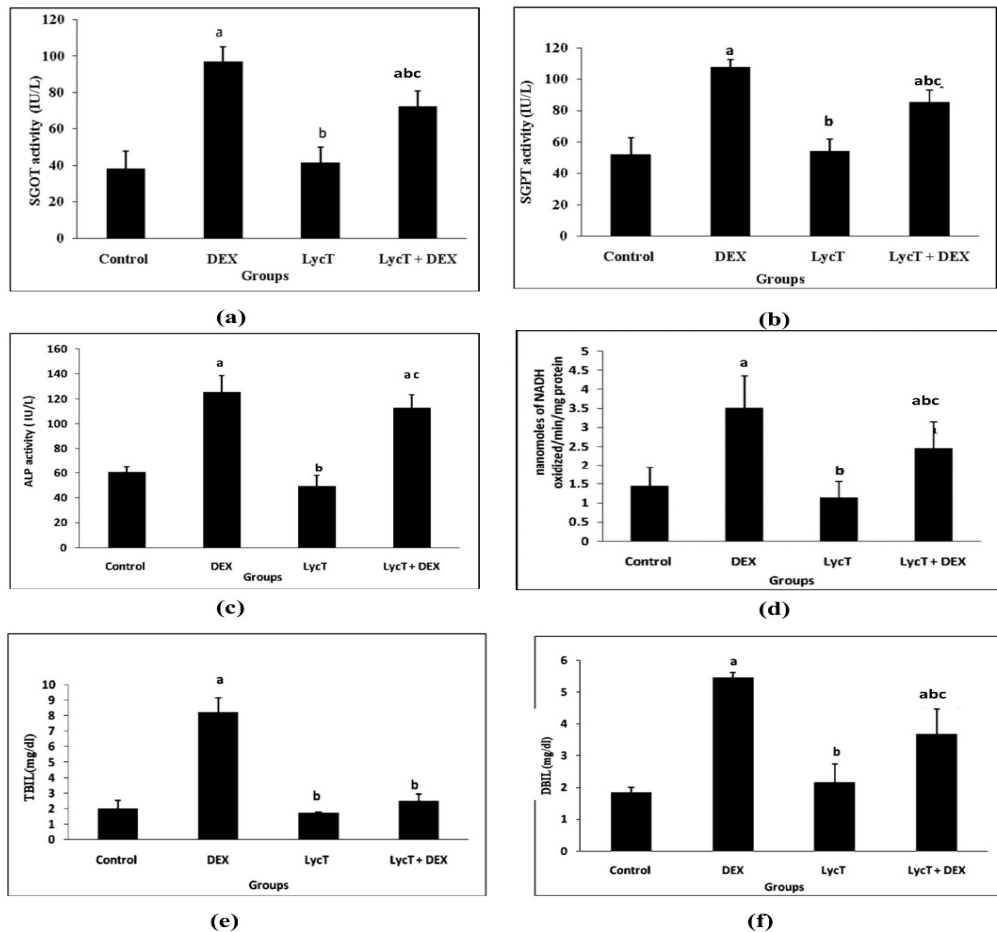 SGOT activity (IU/L)
120
100
80
60
40
20
0
a
b
abc
Control DEX LycT LycT + DEX
Groups
(a)
SGPT activity (IU/L)
120
100
80
60
40
20
0
a
b
abc
Control DEX LycT LycT + DEX
Groups
(b)
ALP activity ( IU/L)
160
140
120
100
80
60
40
20
0
a
b
a c
Control DEX LycT LycT + DEX
Groups
(c)
nanomoles of NADH
oxidized/min/mg protein
5
4.5
4
3.5
3
2.5
2
1.5
1
0.5
0
a
b
abc
Control DEX LycT LycT + DEX
Groups
(d)
TBIL(mg/dl)
10
9
8
7
6
5
4
3
2
1
0
a
b
b
Control DEX LycT LycT + DEX
Groups
(e)
DBIL (mg/dl)
6
5
4
3
2
1
0
a
b
abc
Control DEX LycT LycT + DEX
Groups
(f)